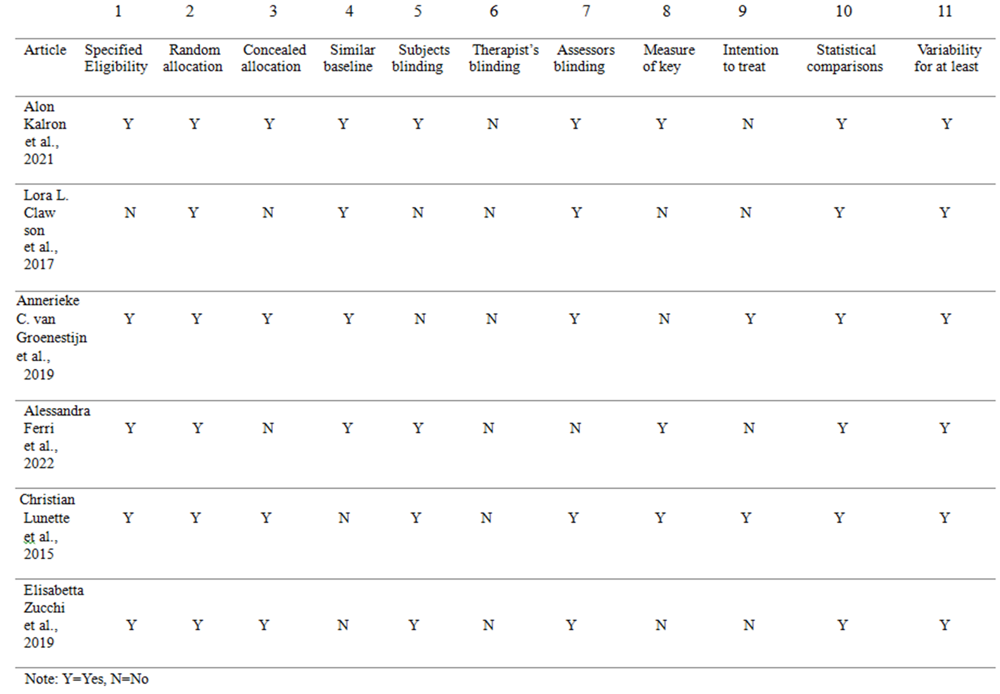 1 2 3 4 5 6 7 8 9 10 11
Article Specified Random Concealed Similar Subjects Therapist’s Assessors Measure Intention Statistical Variability
Eligibility allocation allocation baseline blinding blinding blinding of key to treat comparisons for at least
Alon
Kalron Y Y Y Y Y N Y Y N Y Y
et al.,
2021
Lora L.
Claw N Y N Y N N Y N N Y Y
son
et al.,
2017
Annerieke
C. van Y Y Y Y N N Y N Y Y Y
Groenestijn
et al.,
2019
Alessandra
Ferri Y Y N Y Y N N Y N Y Y
et al.,
2022
Christian
Lunette Y Y Y N Y N Y Y Y Y Y
et al.,
2015
Elisabetta
Zucchi
et al., Y Y Y N Y N Y N N Y Y
2019
Note: Y=Yes, N=No